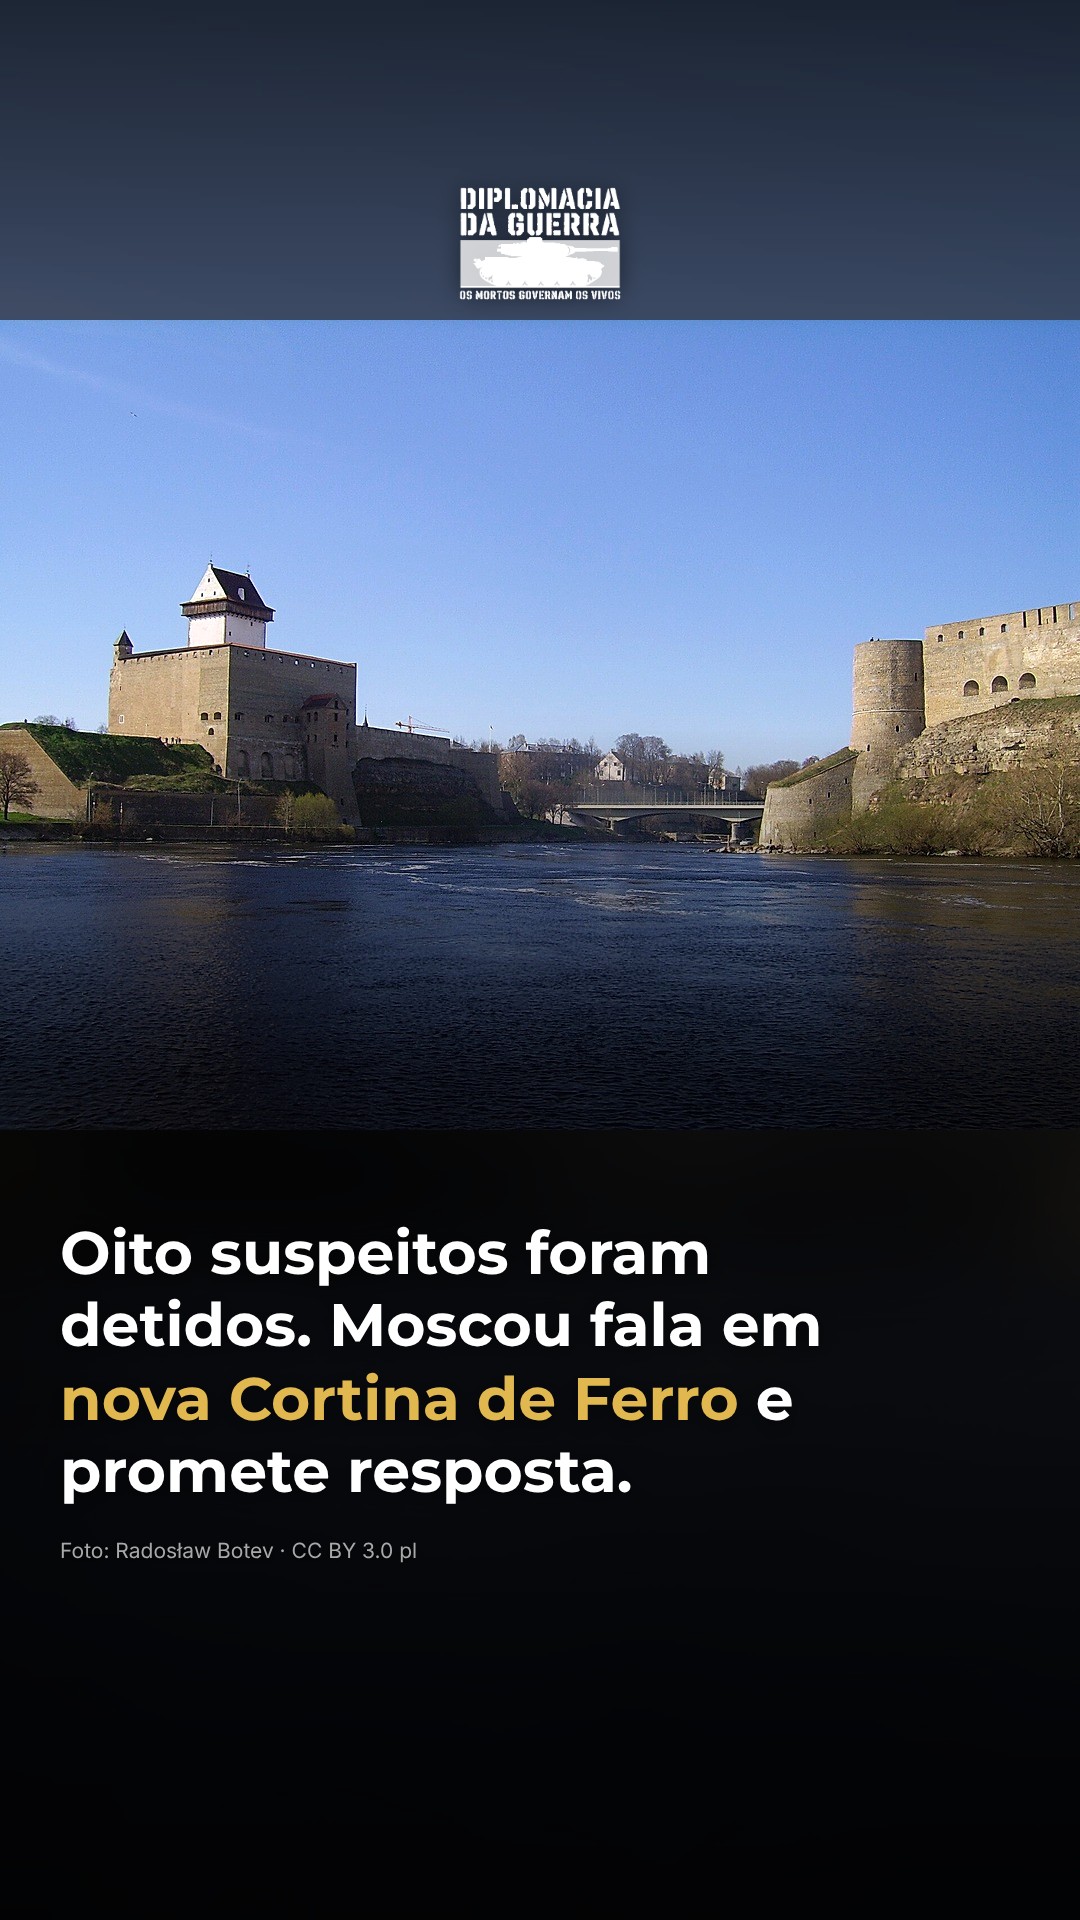 DIPLOMACIA
DA GUERRA
OS MORTOS GOVERNAM OS VIVOS
Oito suspeitos foram
detidos. Moscou fala em
nova Cortina de Ferro e
promete resposta.
Foto: Radosław Botev · CC BY 3.0 pl